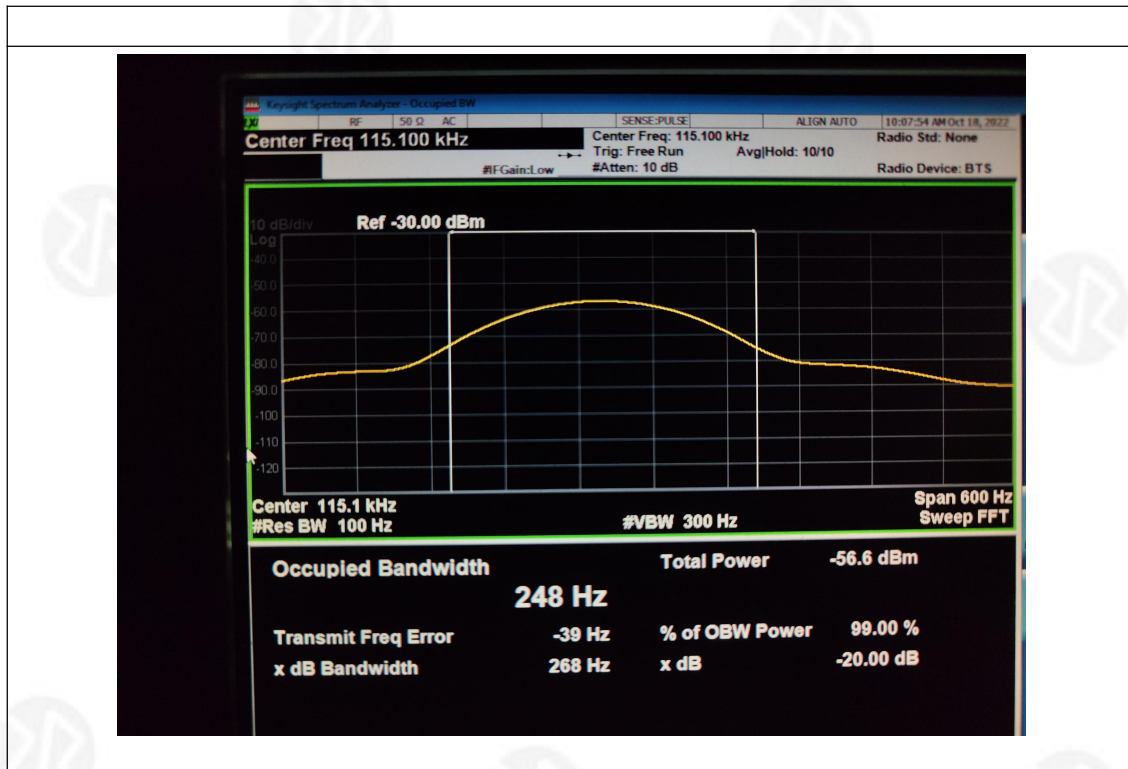 Keysight Spectrum Analyzer - Occupied BW
RF 50 Ω AC SENSE:PULSE ALIGN AUTO 10:07:54 AM Oct 18, 2022
Center Freq 115.100 kHz Center Freq: 115.100 kHz Radio Std: None
Trig: Free Run Avg|Hold: 10/10
#IFGain:Low #Atten: 10 dB Radio Device: BTS
10 dB/div Ref -30.00 dBm
Log
-40.0
-50.0
-60.0
-70.0
-80.0
-90.0
-100
-110
-120
Center 115.1 kHz Span 600 Hz
#Res BW 100 Hz #VBW 300 Hz Sweep FFT
Occupied Bandwidth Total Power -56.6 dBm
248 Hz
Transmit Freq Error -39 Hz % of OBW Power 99.00 %
x dB Bandwidth 268 Hz x dB -20.00 dB